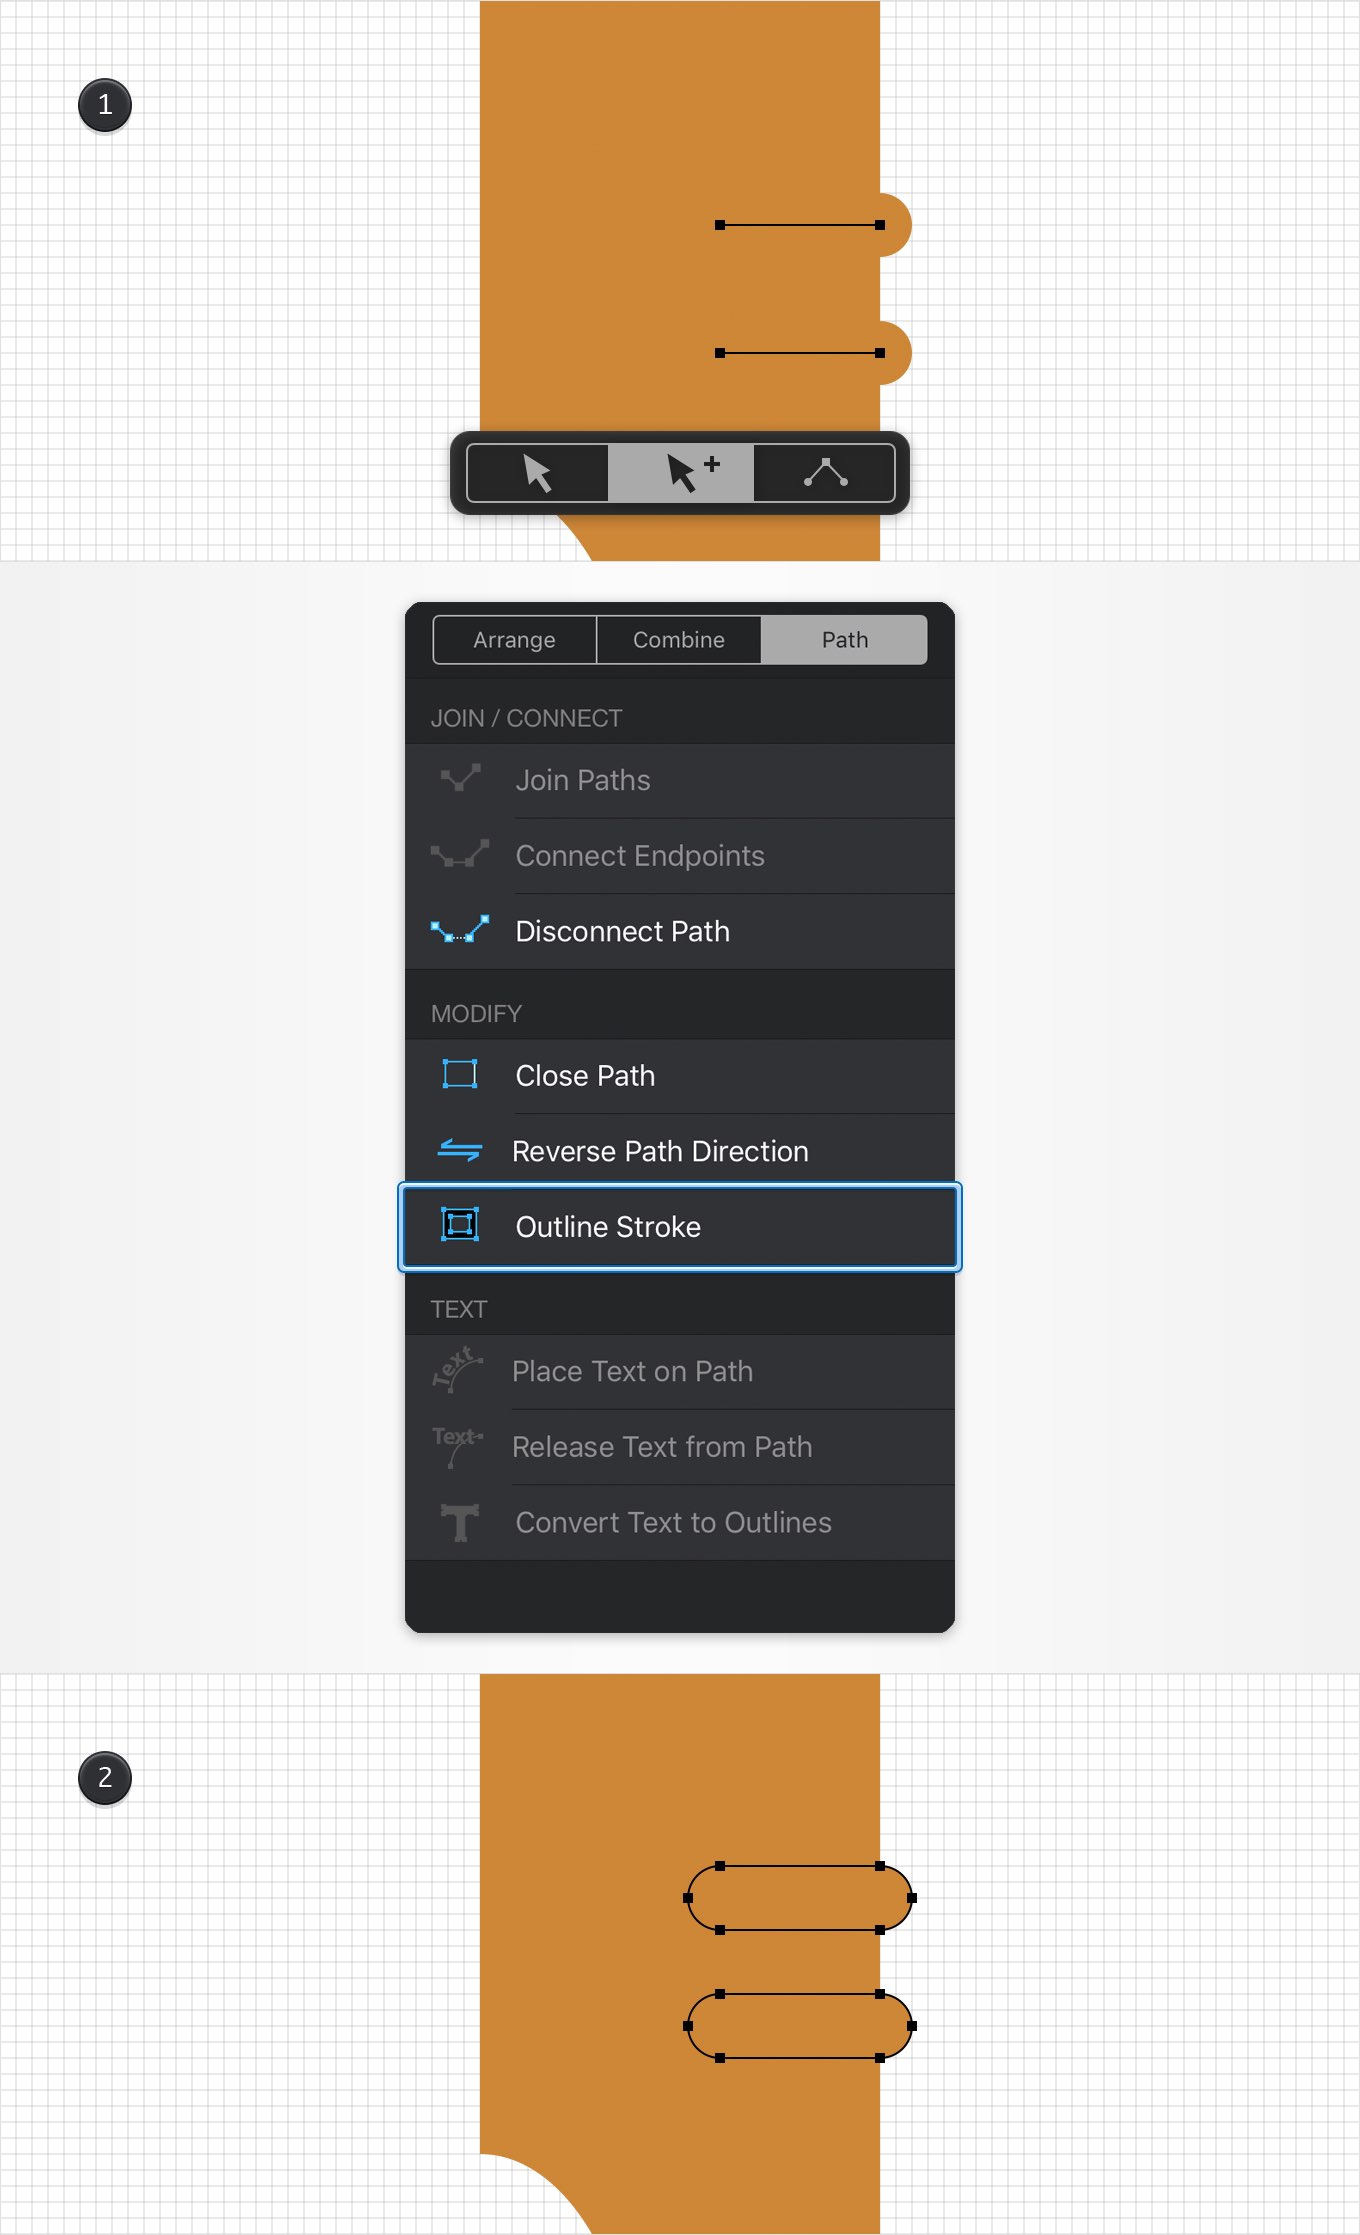 1
Arrange Combine Path
JOIN / CONNECT
Join Paths
Connect Endpoints
Disconnect Path
MODIFY
Close Path
Reverse Path Direction
Outline Stroke
TEXT
Text Place Text on Path
Text Release Text from Path
T Convert Text to Outlines
2